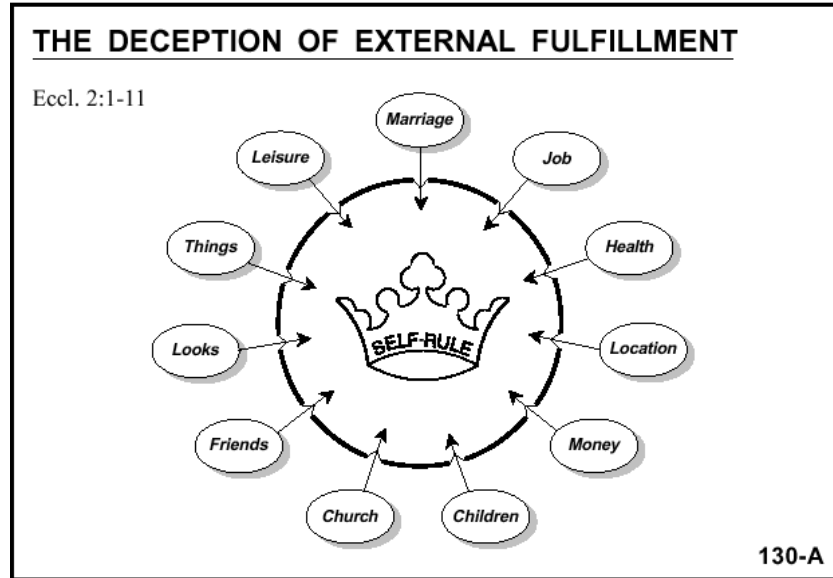 THE DECEPTION OF EXTERNAL FULFILLMENT
Eccl. 2:1-11
Marriage
Leisure
Job
Things
Health
SELF-RULE
Looks
Location
Friends
Money
Church
Children
130-A